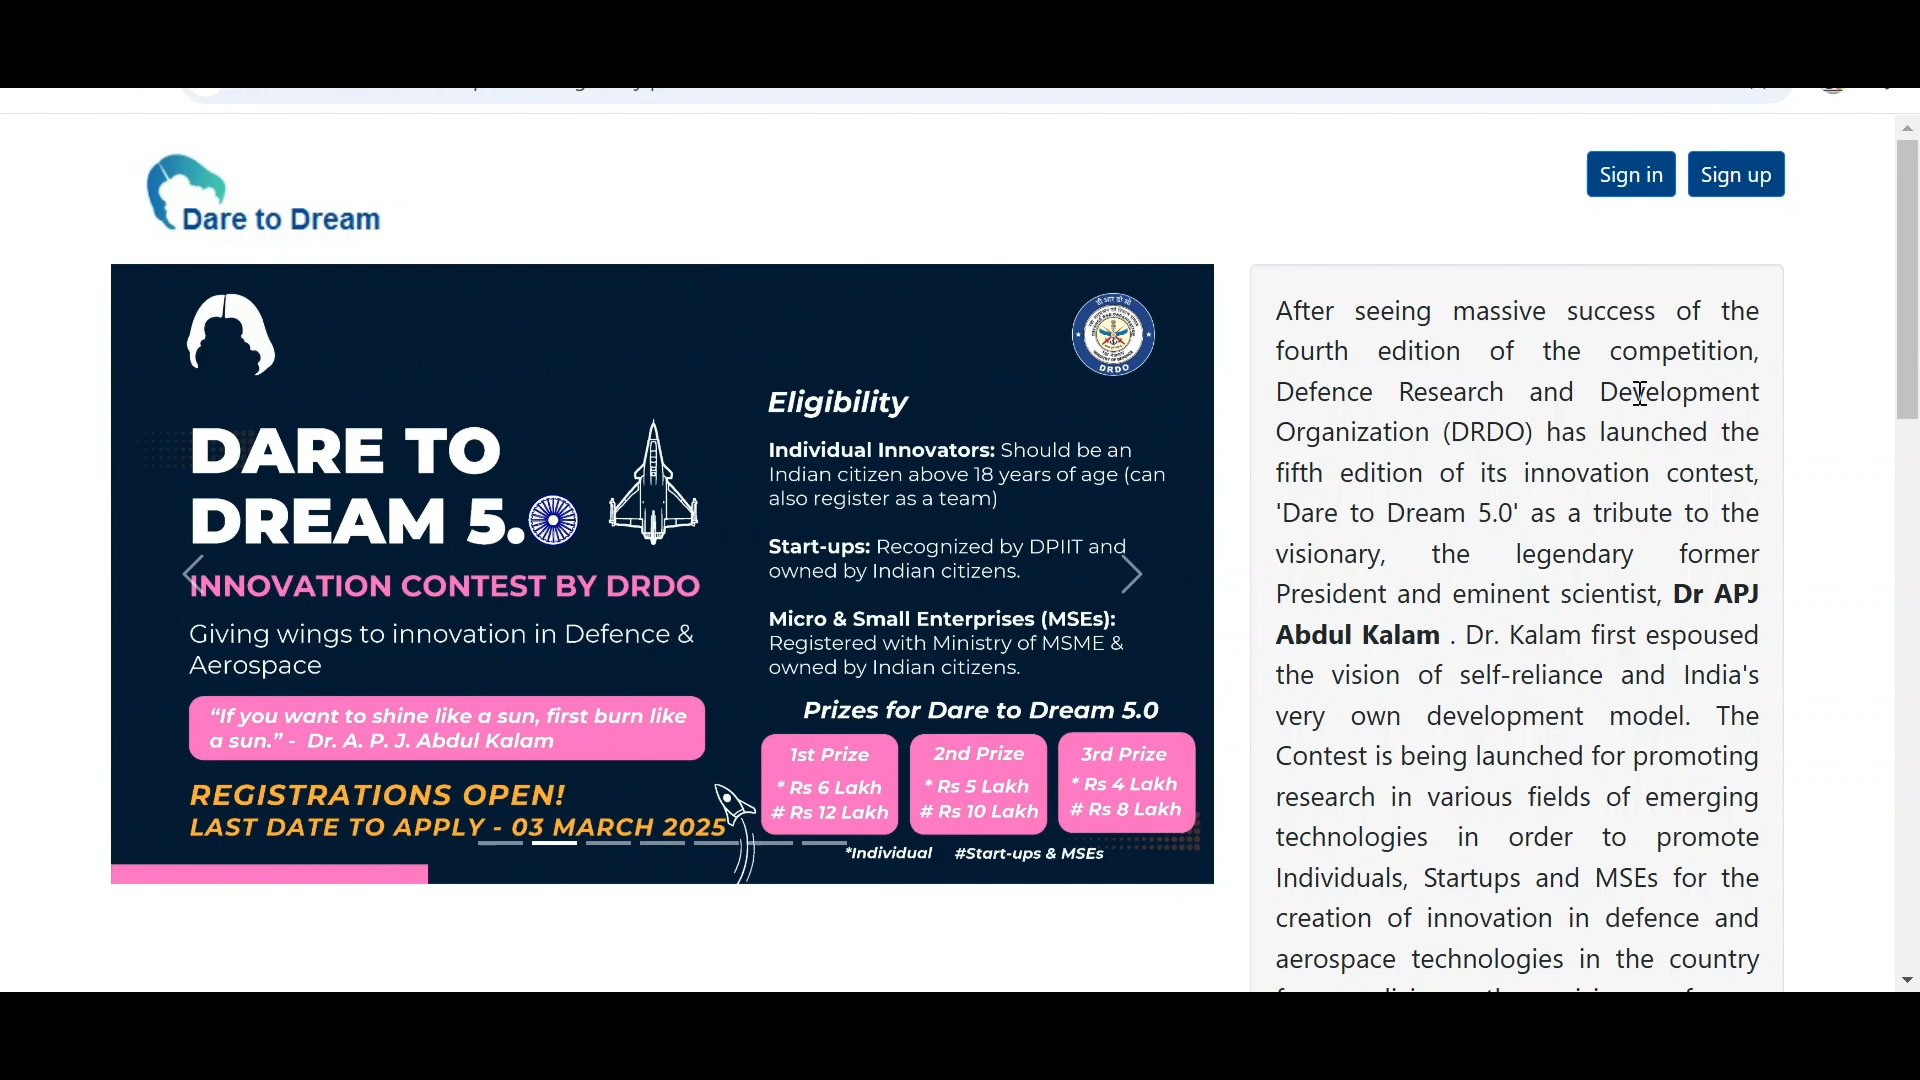 Dare to Dream
Sign in
Sign up
DRDO
DARE TO
DREAM 5.0
INNOVATION CONTEST BY DRDO
Giving wings to innovation in Defence &
Aerospace
“If you want to shine like a sun, first burn like
a sun.” - Dr. A. P. J. Abdul Kalam
REGISTRATIONS OPEN!
LAST DATE TO APPLY - 03 MARCH 2025
Eligibility
Individual Innovators: Should be an
Indian citizen above 18 years of age (can
also register as a team)
Start-ups: Recognized by DPIIT and
owned by Indian citizens.
Micro & Small Enterprises (MSEs):
Registered with Ministry of MSME &
owned by Indian citizens.
Prizes for Dare to Dream 5.0
1st Prize
* Rs 6 Lakh
# Rs 12 Lakh
2nd Prize
* Rs 5 Lakh
# Rs 10 Lakh
3rd Prize
* Rs 4 Lakh
# Rs 8 Lakh
*Individual #Start-ups & MSEs
After seeing massive success of the
fourth edition of the competition,
Defence Research and Development
Organization (DRDO) has launched the
fifth edition of its innovation contest,
'Dare to Dream 5.0' as a tribute to the
visionary, the legendary former
President and eminent scientist, Dr APJ
Abdul Kalam . Dr. Kalam first espoused
the vision of self-reliance and India's
very own development model. The
Contest is being launched for promoting
research in various fields of emerging
technologies in order to promote
Individuals, Startups and MSEs for the
creation of innovation in defence and
aerospace technologies in the country